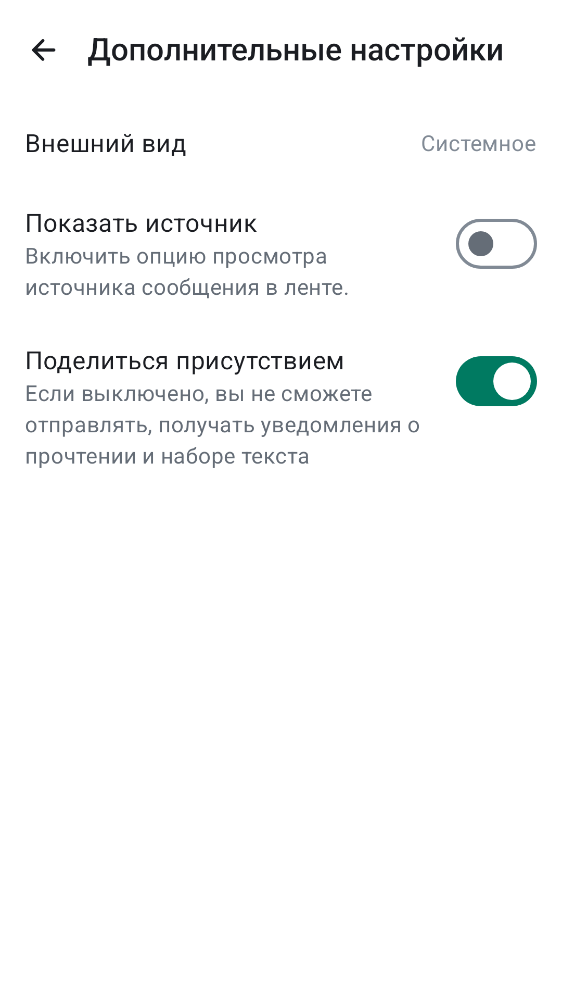 Дополнительные настройки
Внешний вид
Системное
Показать источник
Включить опцию просмотра
источника сообщения в ленте.
Поделиться присутствием
Если выключено, вы не сможете
отправлять, получать уведомления о
прочтении и наборе текста